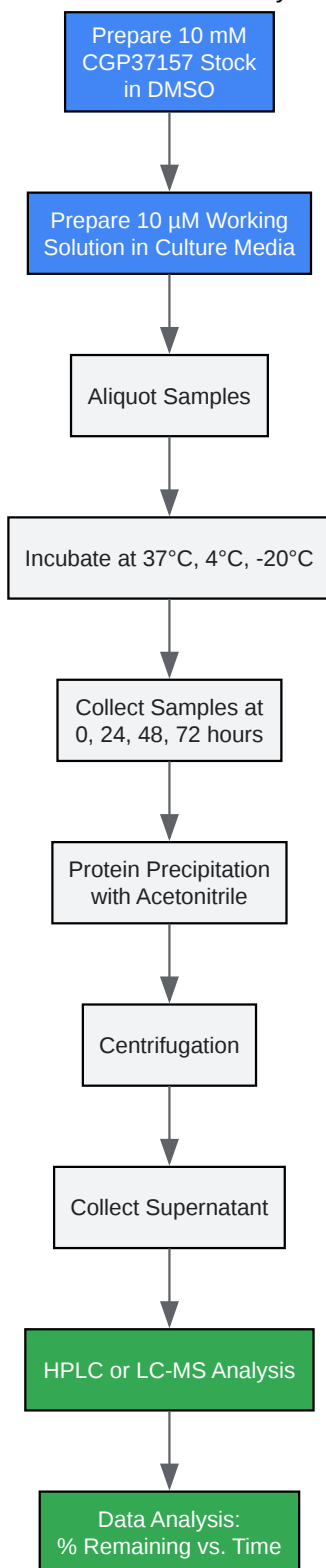 Prepare 10 mM
CGP37157 Stock
in DMSO
Prepare 10 µM Working
Solution in Culture Media
Aliquot Samples
Incubate at 37°C, 4°C, -20°C
Collect Samples at
0, 24, 48, 72 hours
Protein Precipitation
with Acetonitrile
Centrifugation
Collect Supernatant
HPLC or LC-MS Analysis
Data Analysis:
% Remaining vs. Time